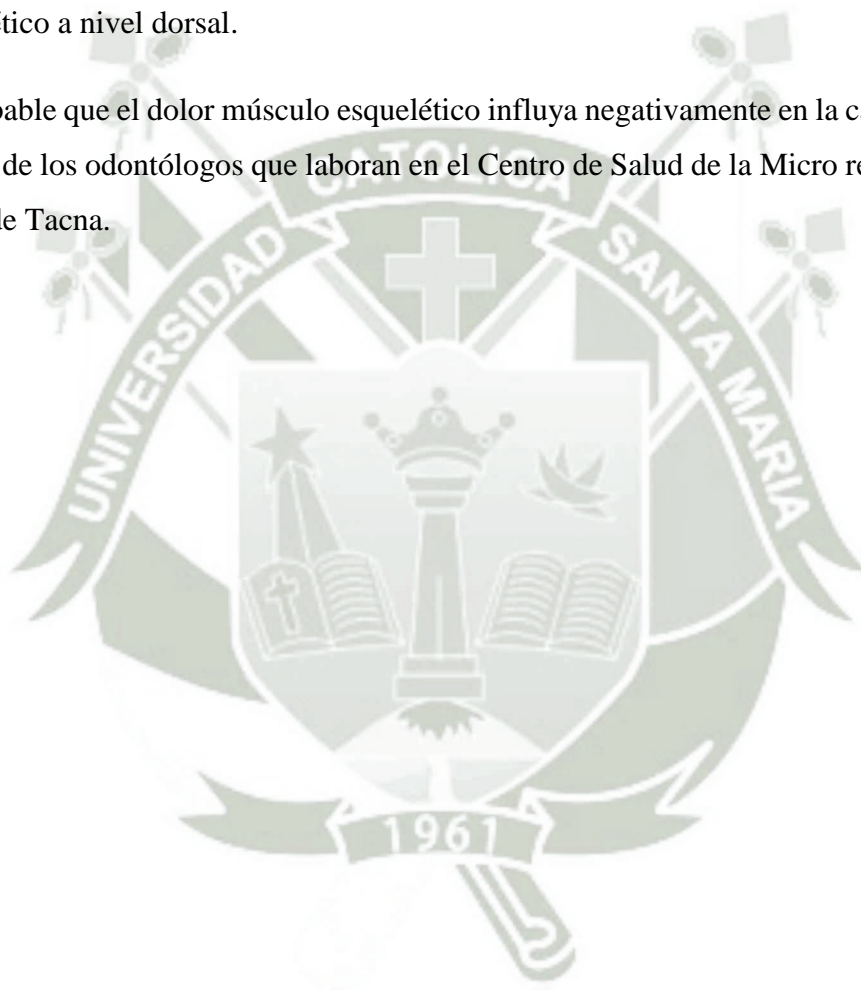 ético a nivel dorsal.
bable que el dolor músculo esquelético influya negativamente en la c
de los odontólogos que laboran en el Centro de Salud de la Micro re
de Tacna.
UNIVERSIDAD CATOLICA SANTA MARIA
1961